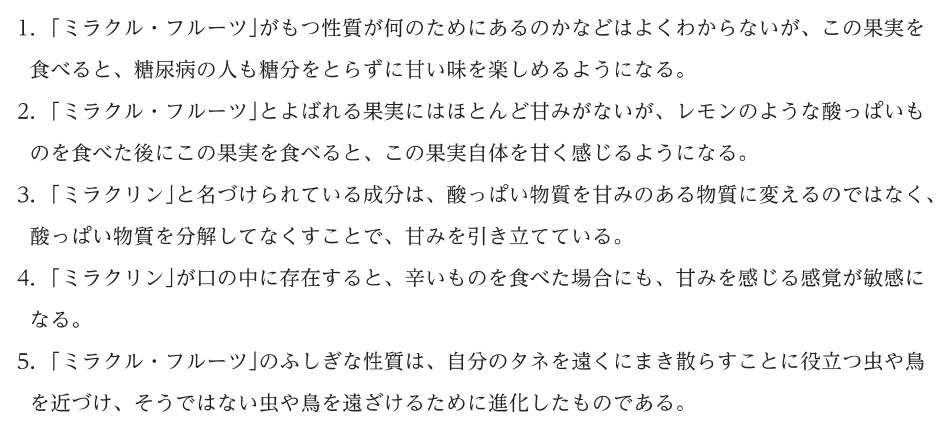 1. 「ミラクル・フルーツ」がもつ性質が何のためにあるのかなどはよくわからないが、この果実を
食べると、糖尿病の人も糖分をとらずに甘い味を楽しめるようになる。
2. 「ミラクル・フルーツ」とよばれる果実にはほとんど甘みがないが、レモンのような酸っぱいも
のを食べた後にこの果実を食べると、この果実自体を甘く感じるようになる。
3. 「ミラクリン」と名づけられている成分は、酸っぱい物質を甘みのある物質に変えるのではなく、
酸っぱい物質を分解してなくすことで、甘みを引き立てている。
4. 「ミラクリン」が口の中に存在すると、辛いものを食べた場合にも、甘みを感じる感覚が敏感に
なる。
5. 「ミラクル・フルーツ」のふしぎな性質は、自分のタネを遠くにまき散らすことに役立つ虫や鳥
を近づけ、そうではない虫や鳥を遠ざけるために進化したものである。